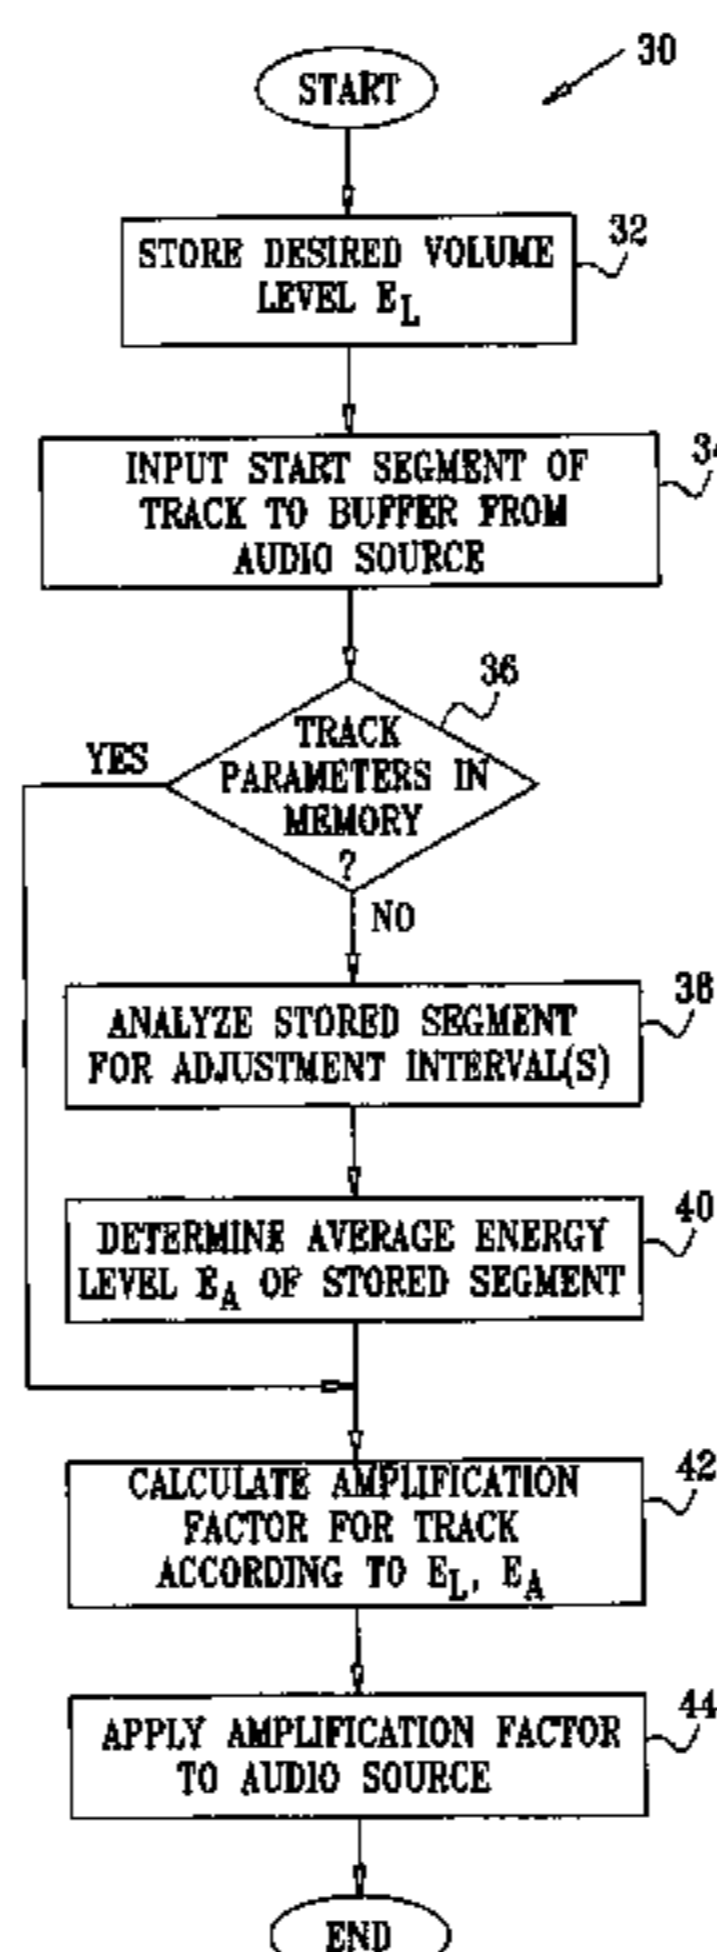 30
START
STORE DESIRED VOLUME
LEVEL EL
32
INPUT START SEGMENT OF
TRACK TO BUFFER FROM
AUDIO SOURCE
36
TRACK
PARAMETERS IN
MEMORY
?
YES
NO
ANALYZE STORED SEGMENT
FOR ADJUSTMENT INTERVAL(S)
38
DETERMINE AVERAGE ENERGY
LEVEL EA OF STORED SEGMENT
40
CALCULATE AMPLIFICATION
FACTOR FOR TRACK
ACCORDING TO EL, EA
42
APPLY AMPLIFICATION FACTOR
TO AUDIO SOURCE
44
END